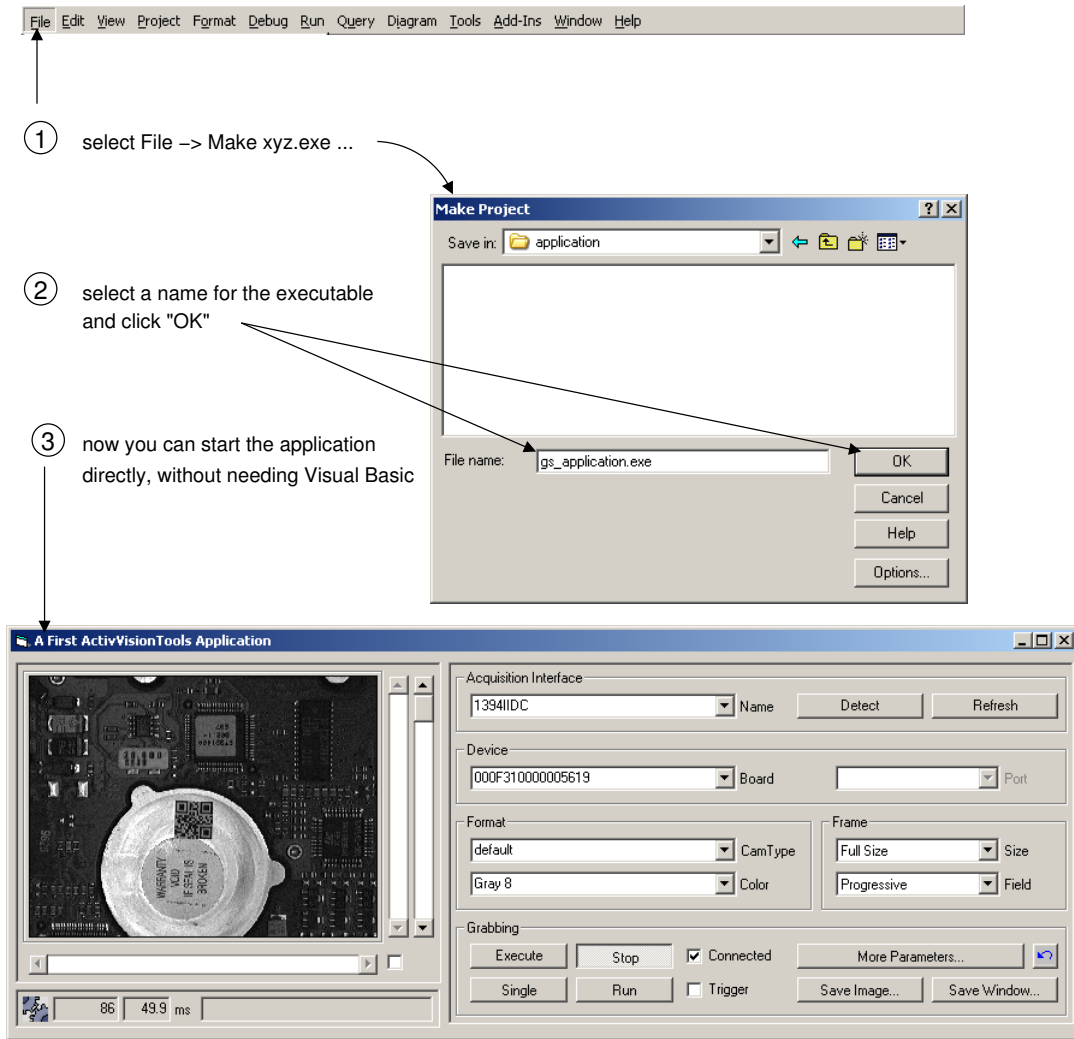 File Edit View Project Format Debug Run Query Diagram Tools Add-Ins Window Help
1 select File –> Make xyz.exe ...
Make Project
Save in: application
2 select a name for the executable
and click "OK"
3 now you can start the application
directly, without needing Visual Basic
File name: gs_application.exe OK
Cancel
Help
Options...
A First ActivVisionTools Application
Acquisition Interface
1394IIDC Name Detect Refresh
Device
000F310000005619 Board Port
Format Frame
default CamType Full Size Size
Gray 8 Color Progressive Field
WARRANTY
VOID
IF SEAL IS
BROKEN
Grabbing
Execute Stop Connected More Parameters...
Single Run Trigger Save Image... Save Window...
86 49.9 ms